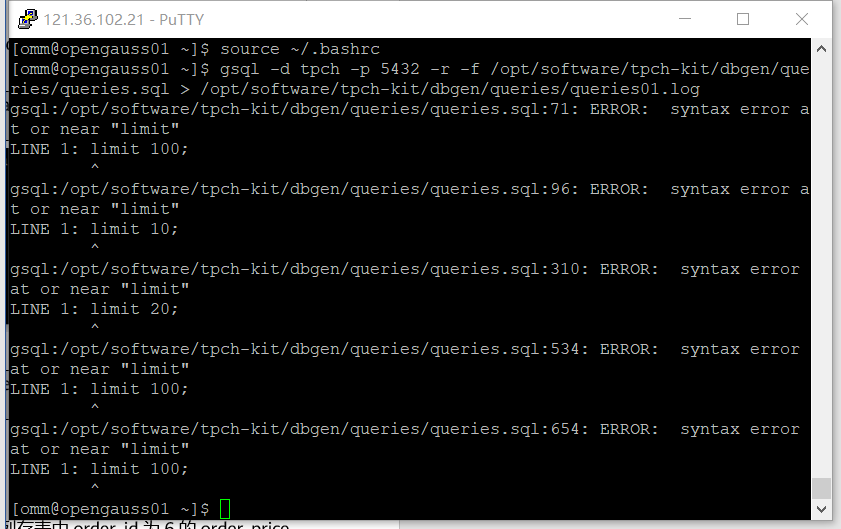 121.36.102.21 - PuTTY
[omm@opengauss01 ~]$ source ~/.bashrc
[omm@opengauss01 ~]$ gsql -d tpch -p 5432 -r -f /opt/software/tpch-kit/dbgen/que
ries/queries.sql > /opt/software/tpch-kit/dbgen/queries/queries01.log
gsql:/opt/software/tpch-kit/dbgen/queries/queries.sql:71: ERROR:  syntax error a
t or near "limit"
LINE 1: limit 100;
        ^
gsql:/opt/software/tpch-kit/dbgen/queries/queries.sql:96: ERROR:  syntax error a
t or near "limit"
LINE 1: limit 10;
        ^
gsql:/opt/software/tpch-kit/dbgen/queries/queries.sql:310: ERROR:  syntax error
at or near "limit"
LINE 1: limit 20;
        ^
gsql:/opt/software/tpch-kit/dbgen/queries/queries.sql:534: ERROR:  syntax error
at or near "limit"
LINE 1: limit 100;
        ^
gsql:/opt/software/tpch-kit/dbgen/queries/queries.sql:654: ERROR:  syntax error
at or near "limit"
LINE 1: limit 100;
        ^
[omm@opengauss01 ~]$
order_id 为 6 的 order_price